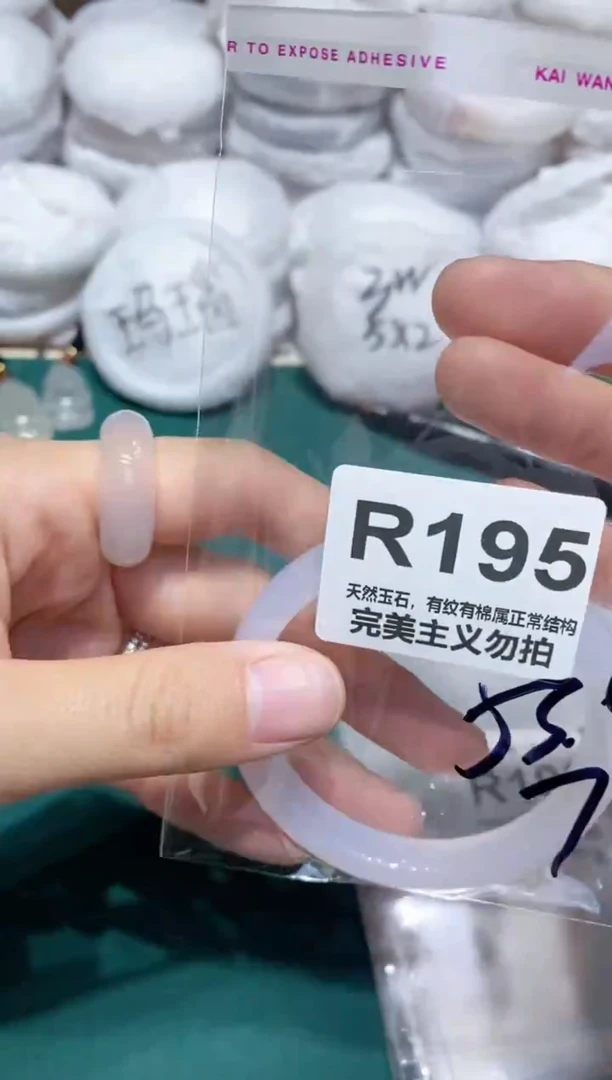 R TO EXPOSE ADHESIVE
KAI WAN
玛瑙
5X2
R195
天然玉石，有纹有棉属正常结构
完美主义勿拍